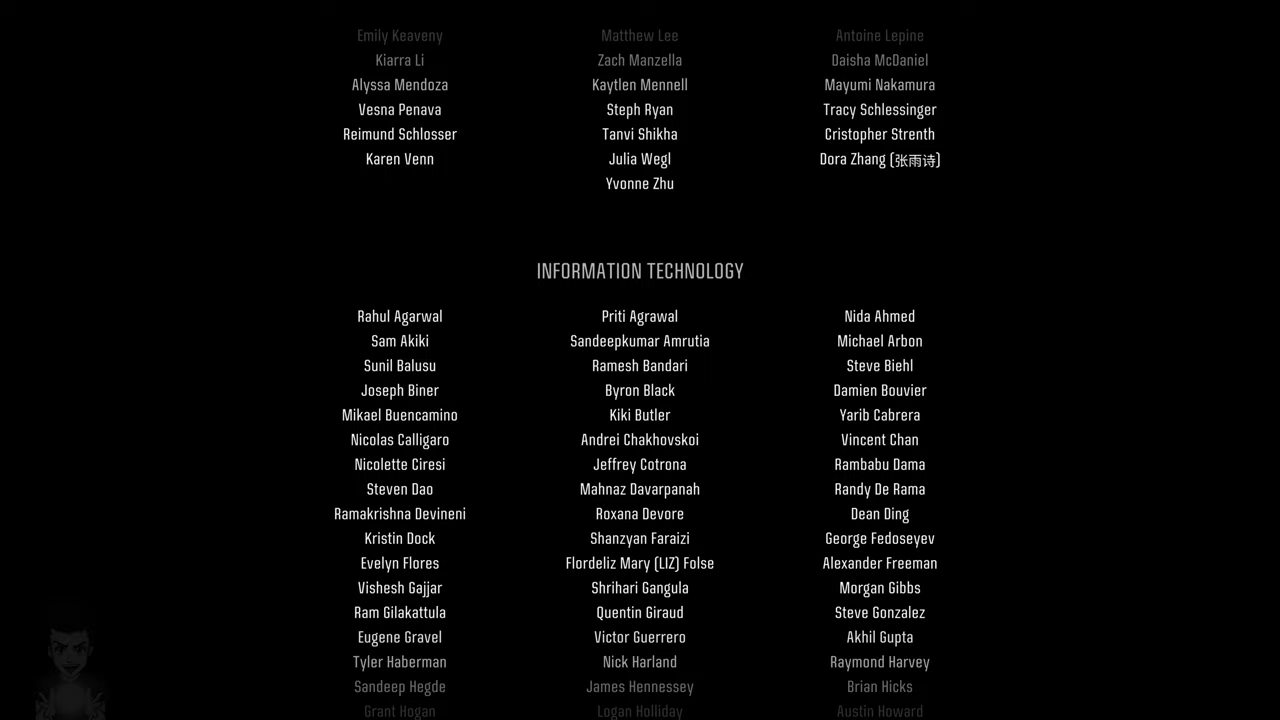 Emily Keaveny Matthew Lee Antoine Lepine
Kiarra Li Zach Manzella Daisha McDaniel
Alyssa Mendoza Kaytlen Mennell Mayumi Nakamura
Vesna Penava Steph Ryan Tracy Schlessinger
Reimund Schlosser Tanvi Shikha Cristopher Strenth
Karen Venn Julia Wegl Dora Zhang (张雨诗)
Yvonne Zhu
INFORMATION TECHNOLOGY
Rahul Agarwal Priti Agrawal Nida Ahmed
Sam Akiki Sandeepkumar Amrutia Michael Arbon
Sunil Balusu Ramesh Bandari Steve Biehl
Joseph Biner Byron Black Damien Bouvier
Mikael Buencamino Kiki Butler Yarib Cabrera
Nicolas Calligaro Andrei Chakhovskoi Vincent Chan
Nicolette Ciresi Jeffrey Cotrona Rambabu Dama
Steven Dao Mahnaz Davarpanah Randy De Rama
Ramakrishna Devineni Roxana Devore Dean Ding
Kristin Dock Shanzyan Faraizi George Fedoseyev
Evelyn Flores Flordeliz Mary (LIZ) Folse Alexander Freeman
Vishesh Gajjar Shrihari Gangula Morgan Gibbs
Ram Gilakattula Quentin Giraud Steve Gonzalez
Eugene Gravel Victor Guerrero Akhil Gupta
Tyler Haberman Nick Harland Raymond Harvey
Sandeep Hegde James Hennessey Brian Hicks
Grant Hogan Logan Holliday Austin Howard